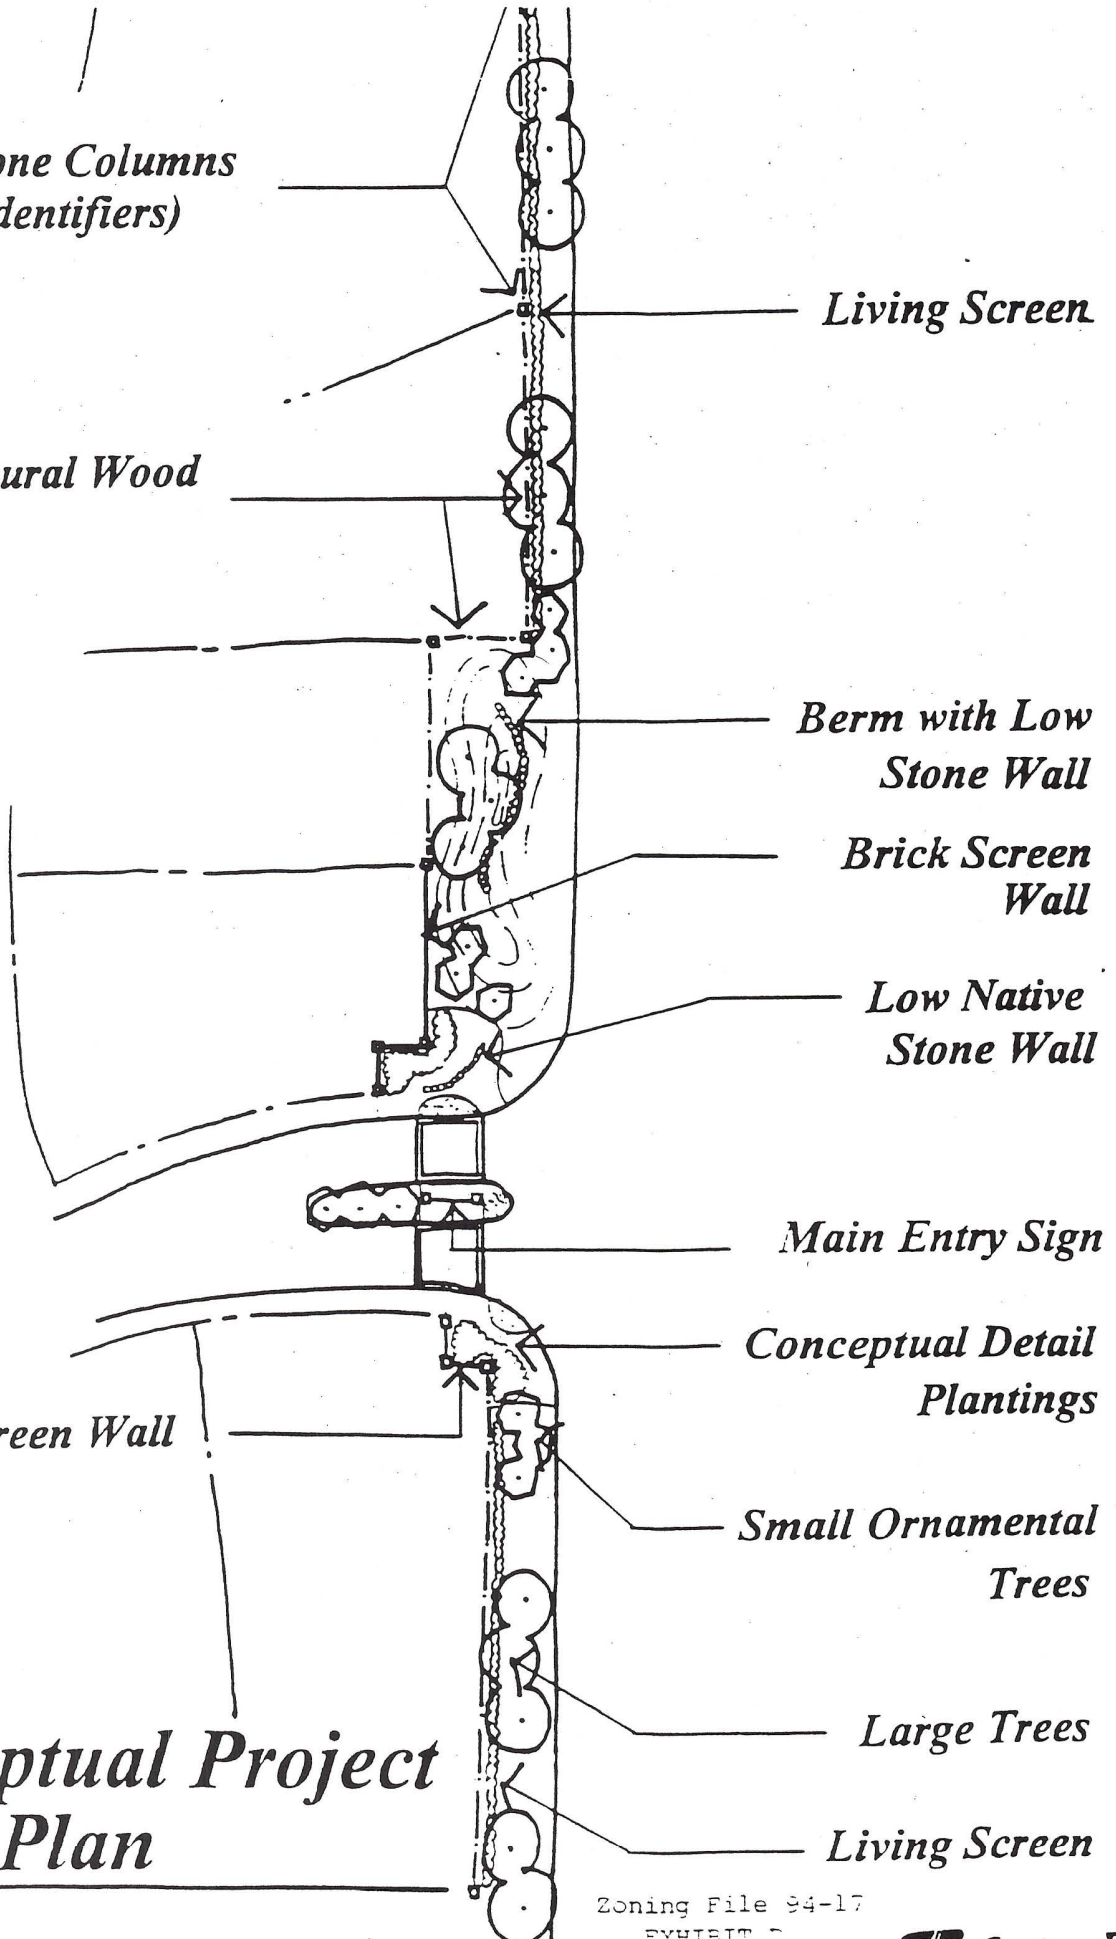 one Columns
dentifiers)
Living Screen
ural Wood
Berm with Low
Stone Wall
Brick Screen
Wall
Low Native
Stone Wall
Main Entry Sign
Conceptual Detail
Plantings
reen Wall
Small Ornamental
Trees
Large Trees
ptual Project
Plan
Living Screen
Zoning File 94-17
EXHIBIT